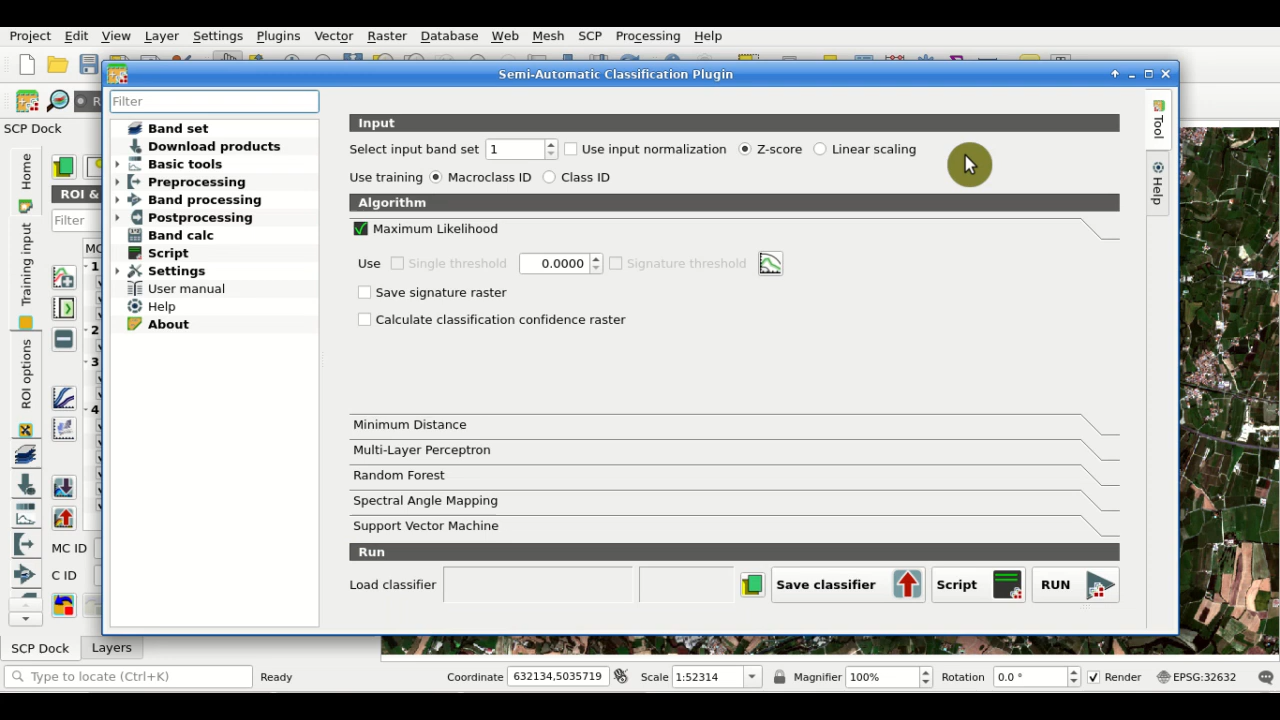 Project Edit View Layer Settings Plugins Vector Raster Database Web Mesh SCP Processing Help
Semi-Automatic Classification Plugin
SCP Dock
Home
Training input
ROI options
ROI &
Filter
MC
1
2
3
4
MC ID
C ID
Filter
Band set
Download products
Basic tools
Preprocessing
Band processing
Postprocessing
Band calc
Script
Settings
User manual
Help
About
Input
Select input band set 1 Use input normalization Z-score Linear scaling
Use training Macroclass ID Class ID
Algorithm
Maximum Likelihood
Use Single threshold 0.0000 Signature threshold
Save signature raster
Calculate classification confidence raster
Minimum Distance
Multi-Layer Perceptron
Random Forest
Spectral Angle Mapping
Support Vector Machine
Run
Load classifier Save classifier Script RUN
Tool
Help
SCP Dock Layers
Type to locate (Ctrl+K) Ready Coordinate 632134,5035719 Scale 1:52314 Magnifier 100% Rotation 0.0 ° Render EPSG:32632